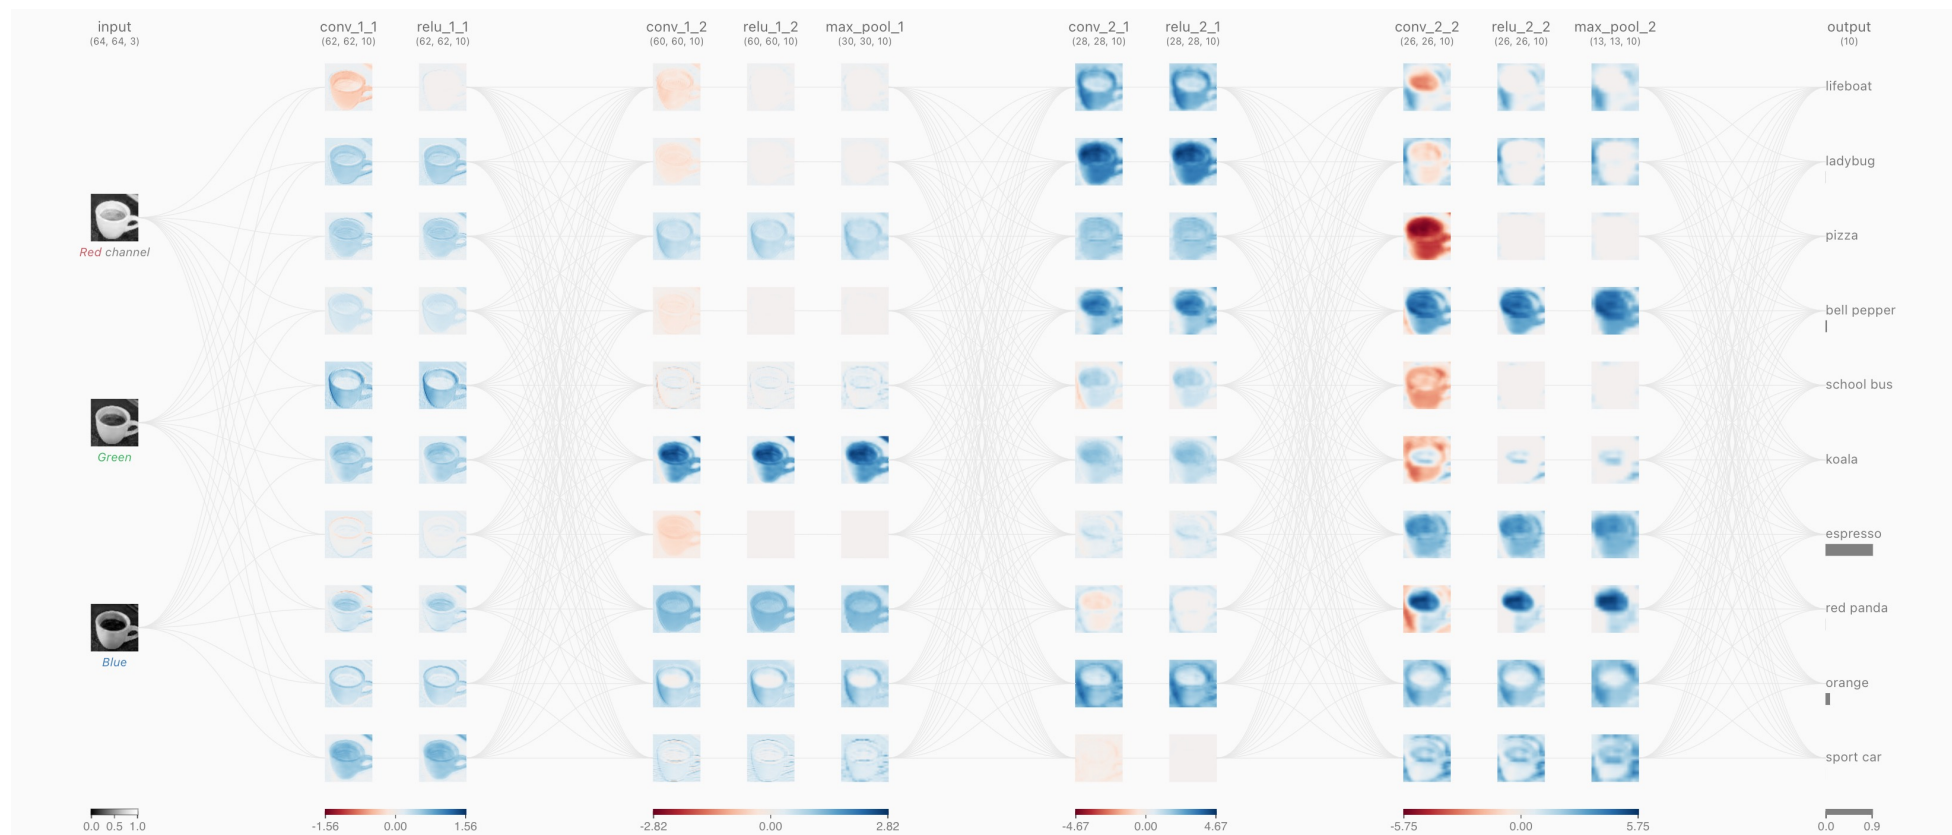 input
(64, 64, 3)
conv_1_1
(62, 62, 10)
relu_1_1
(62, 62, 10)
conv_1_2
(60, 60, 10)
relu_1_2
(60, 60, 10)
max_pool_1
(30, 30, 10)
conv_2_1
(28, 28, 10)
relu_2_1
(28, 28, 10)
conv_2_2
(26, 26, 10)
relu_2_2
(26, 26, 10)
max_pool_2
(13, 13, 10)
output
(10)
Red channel
Green
Blue
lifeboat
ladybug
pizza
bell pepper
school bus
koala
espresso
red panda
orange
sport car
0.0 0.5 1.0
-1.56 0.00 1.56
-2.82 0.00 2.82
-4.67 0.00 4.67
-5.75 0.00 5.75
0.0 0.9